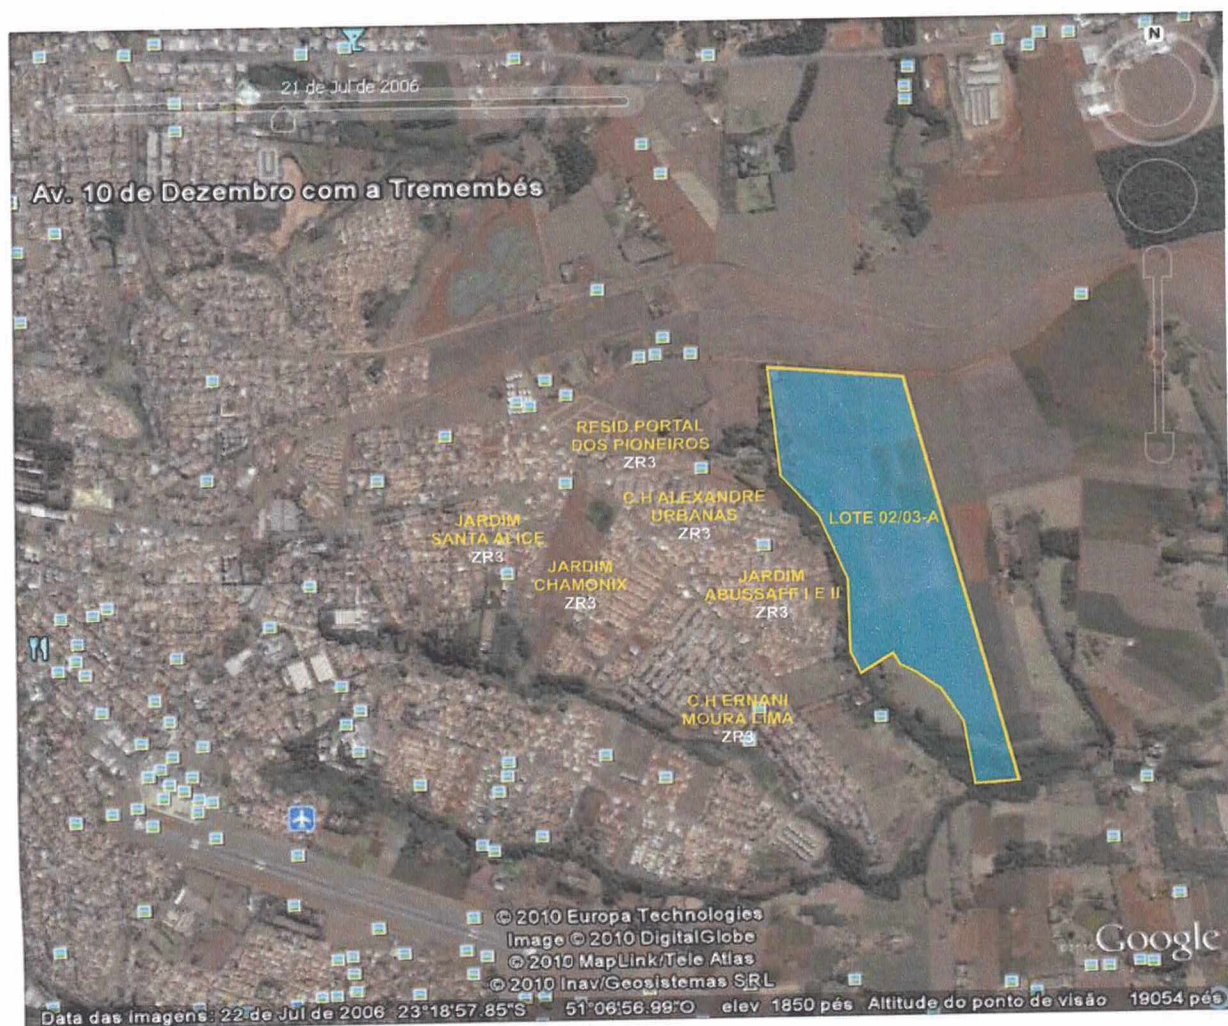 N
21 de Jul de 2006
Av. 10 de Dezembro com a Tremembés
RESID.PORTAL
DOS PIONEIROS
ZR3
C.H ALEXANDRE
URBANAS
ZR3
LOTE 02/03-A
JARDIM
SANTA ALICE
ZR3
JARDIM
CHAMONIX
ZR3
JARDIM
ABUSSAFF I E II
ZR3
C.H ERNANI
MOURA LIMA
ZR3
© 2010 Europa Technologies
Image © 2010 DigitalGlobe
© 2010 MapLink/Tele Atlas
© 2010 Inav/Geosistemas SRL
©2010 Google
Data das imagens: 22 de Jul de 2006 23°18'57.85"S 51°06'56.99"O elev 1850 pés Altitude do ponto de visão 19054 pés